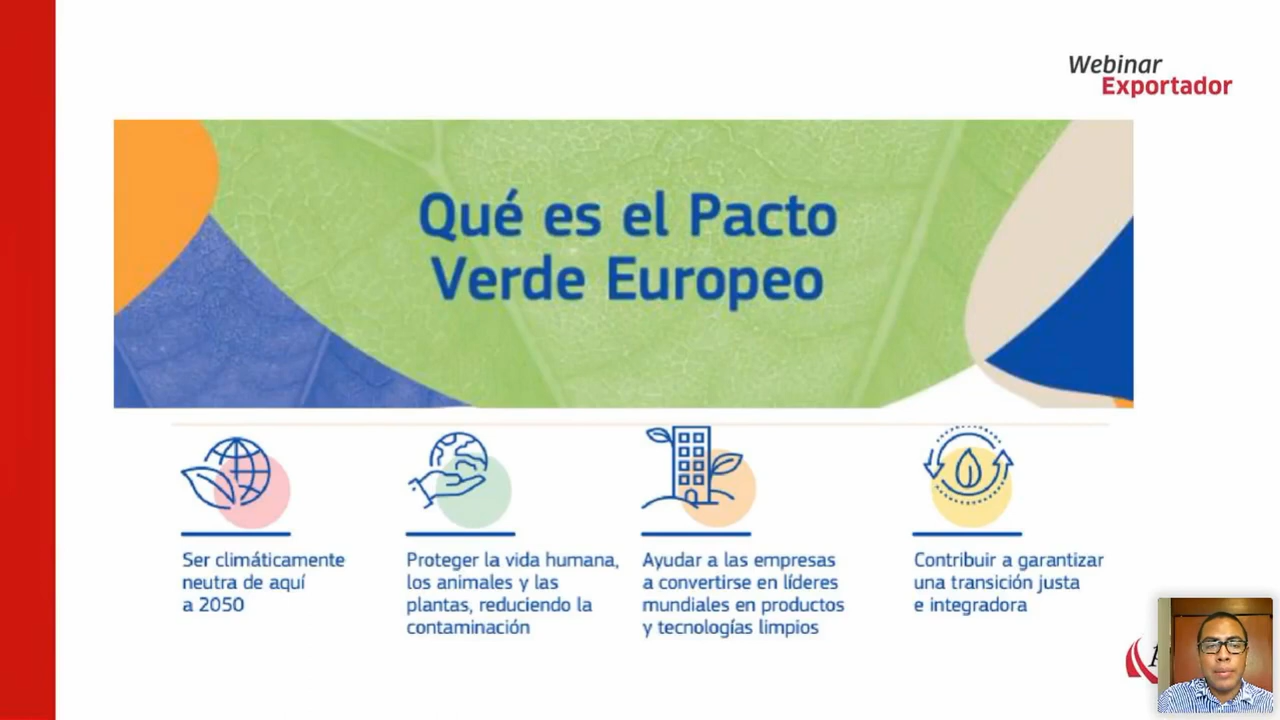 Webinar
Exportador
Qué es el Pacto
Verde Europeo
Ser climáticamente
neutra de aquí
a 2050
Proteger la vida humana,
los animales y las
plantas, reduciendo la
contaminación
Ayudar a las empresas
a convertirse en líderes
mundiales en productos
y tecnologías limpios
Contribuir a garantizar
una transición justa
e integradora